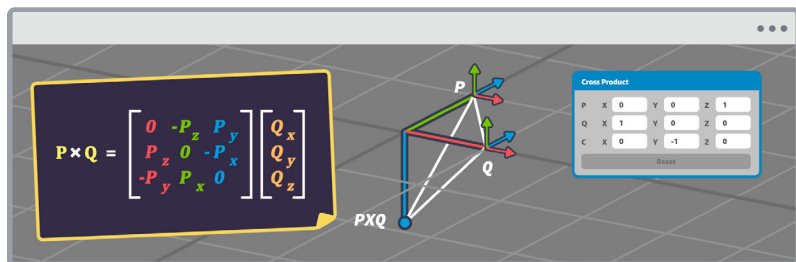 P × Q = [ 0 -Pz Py ] [ Qx ]
[ Pz 0 -Px ] [ Qy ]
[ -Py Px 0 ] [ Qz ]
P
Q
PXQ
Cross Product
P X 0 Y 0 Z 1
Q X 1 Y 0 Z 0
C X 0 Y -1 Z 0
Reset